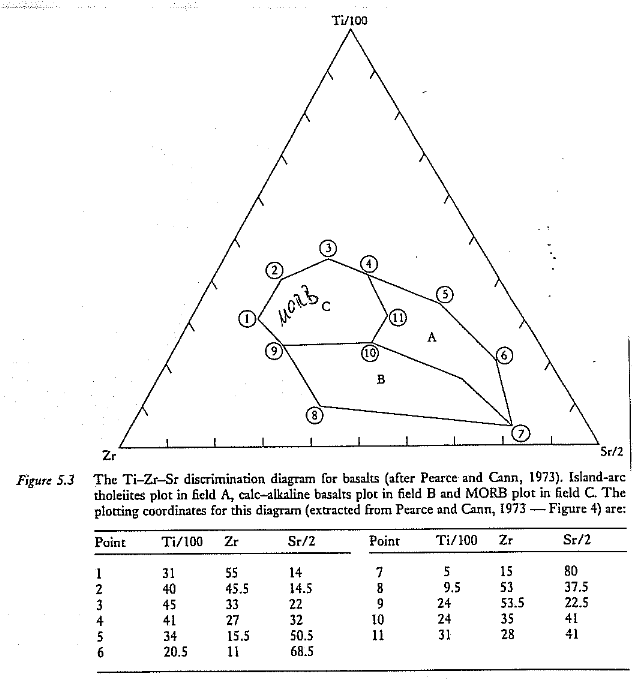 Ti/100
3
2
4
5
MORB
C
1
11
A
9
10
6
B
8
7
Zr
Sr/2
Figure 5.3 The Ti–Zr–Sr discrimination diagram for basalts (after Pearce and Cann, 1973). Island-arc
tholeiites plot in field A, calc-alkaline basalts plot in field B and MORB plot in field C. The
plotting coordinates for this diagram (extracted from Pearce and Cann, 1973 — Figure 4) are:
Point Ti/100 Zr Sr/2 Point Ti/100 Zr Sr/2
1 31 55 14 7 5 15 80
2 40 45.5 14.5 8 9.5 53 37.5
3 45 33 22 9 24 53.5 22.5
4 41 27 32 10 24 35 41
5 34 15.5 50.5 11 31 28 41
6 20.5 11 68.5